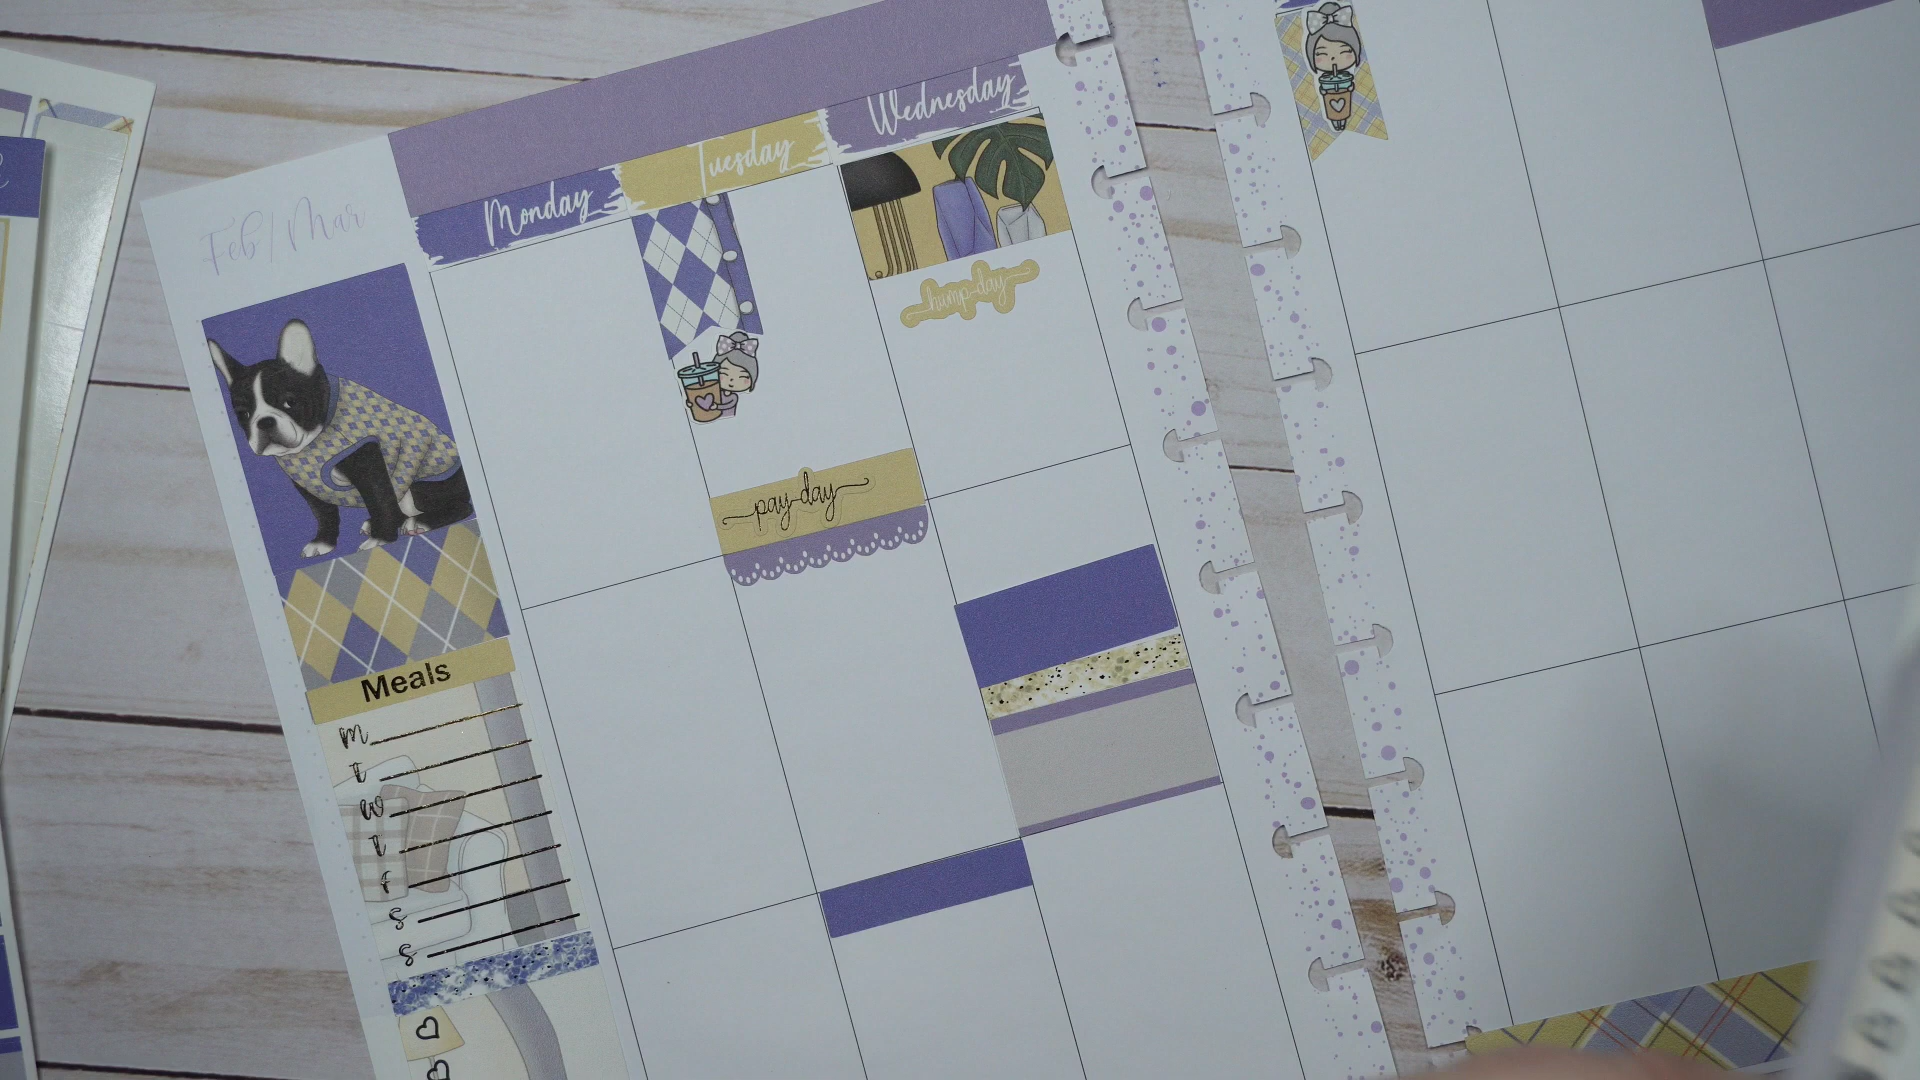 Feb/Mar
Monday
Tuesday
Wednesday
hump day
pay day
Meals
M
T
W
T
F
S
S